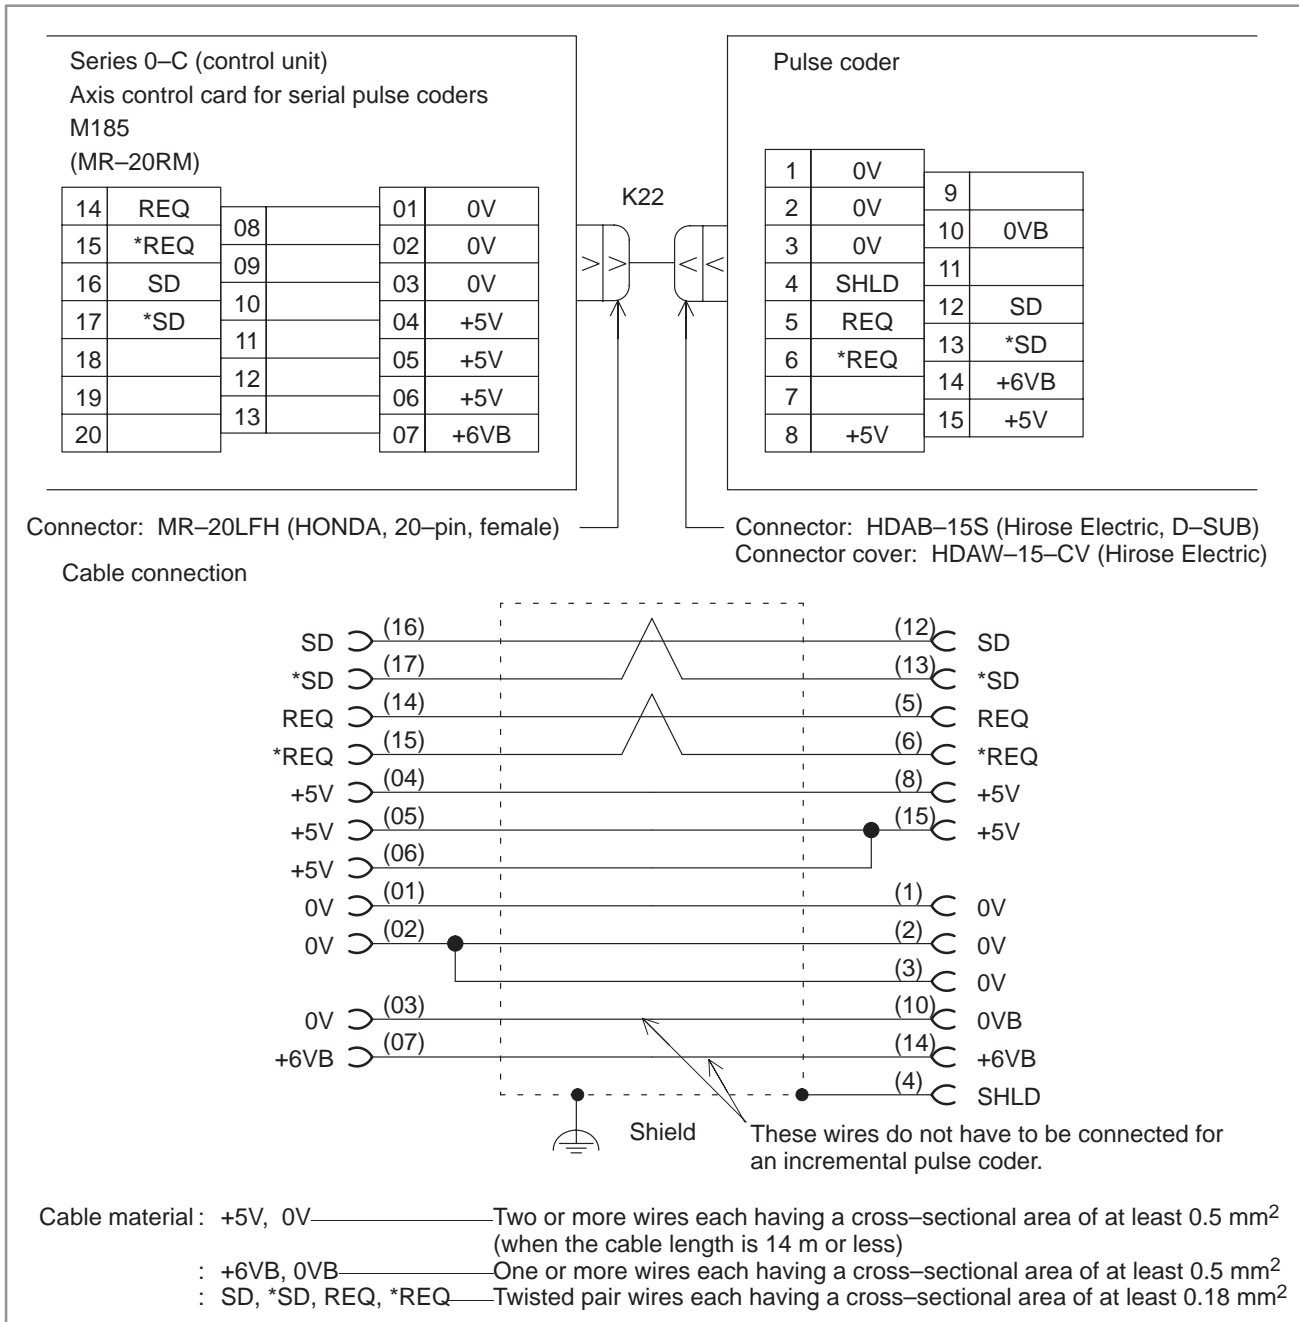 Series 0–C (control unit)
Axis control card for serial pulse coders
M185
(MR–20RM)
14 REQ
15 *REQ
16 SD
17 *SD
18
19
20
08
09
10
11
12
13
01 0V
02 0V
03 0V
04 +5V
05 +5V
06 +5V
07 +6VB
K22
Pulse coder
1 0V
2 0V
3 0V
4 SHLD
5 REQ
6 *REQ
7
8 +5V
9
10 0VB
11
12 SD
13 *SD
14 +6VB
15 +5V
Connector: MR–20LFH (HONDA, 20–pin, female)
Connector: HDAB–15S (Hirose Electric, D–SUB)
Connector cover: HDAW–15–CV (Hirose Electric)
Cable connection
SD (16) (12) SD
*SD (17) (13) *SD
REQ (14) (5) REQ
*REQ (15) (6) *REQ
+5V (04) (8) +5V
+5V (05) (15) +5V
+5V (06)
0V (01) (1) 0V
0V (02) (2) 0V
(3) 0V
0V (03) (10) 0VB
+6VB (07) (14) +6VB
(4) SHLD
Shield
These wires do not have to be connected for
an incremental pulse coder.
Cable material : +5V, 0V Two or more wires each having a cross–sectional area of at least 0.5 mm2
(when the cable length is 14 m or less)
: +6VB, 0VB One or more wires each having a cross–sectional area of at least 0.5 mm2
: SD, *SD, REQ, *REQ Twisted pair wires each having a cross–sectional area of at least 0.18 mm2